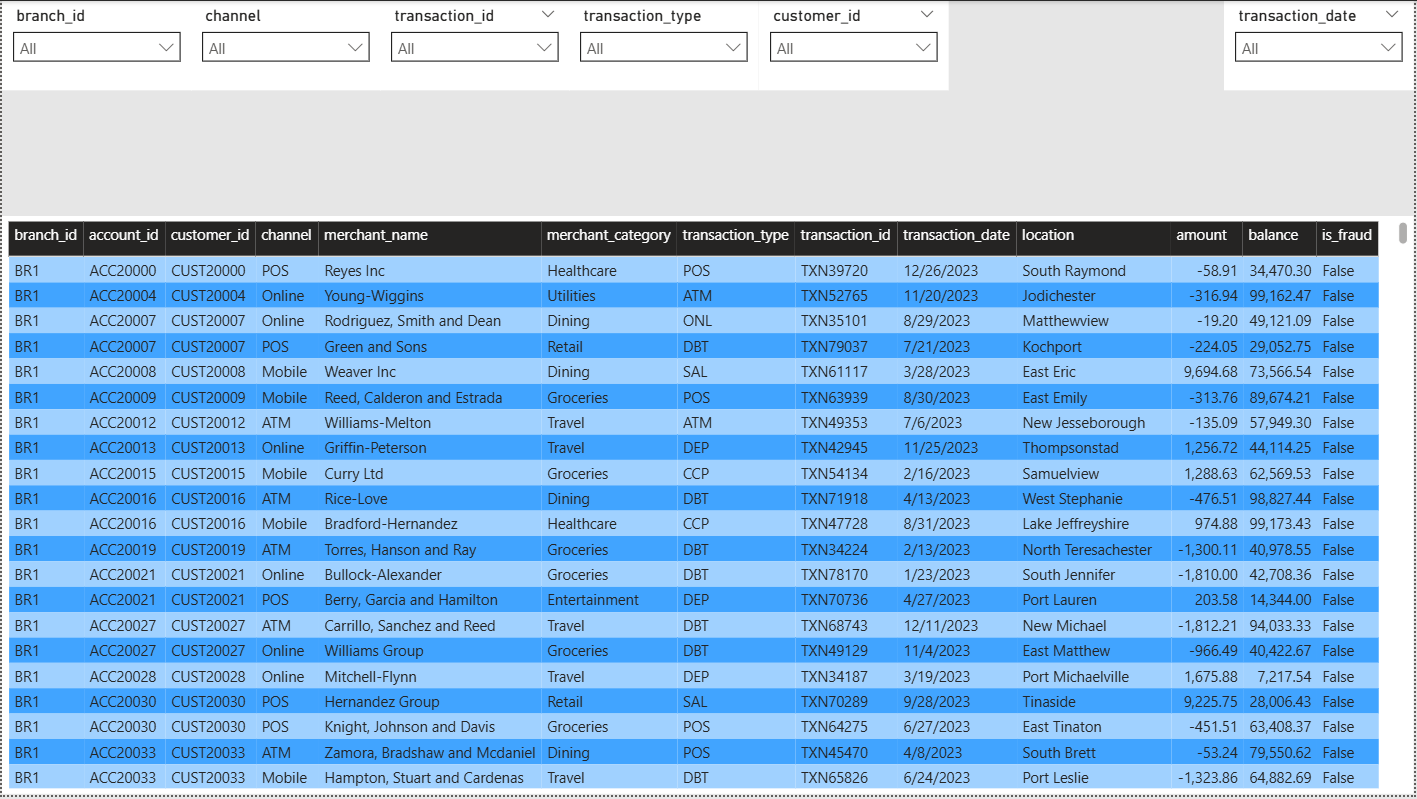 branch_id channel transaction_id transaction_type customer_id transaction_date
All All All All All All
branch_id account_id customer_id channel merchant_name merchant_category transaction_type transaction_id transaction_date location amount balance is_fraud
BR1 ACC20000 CUST20000 POS Reyes Inc Healthcare POS TXN39720 12/26/2023 South Raymond -58.91 34,470.30 False
BR1 ACC20004 CUST20004 Online Young-Wiggins Utilities ATM TXN52765 11/20/2023 Jodichester -316.94 99,162.47 False
BR1 ACC20007 CUST20007 Online Rodriguez, Smith and Dean Dining ONL TXN35101 8/29/2023 Matthewview -19.20 49,121.09 False
BR1 ACC20007 CUST20007 POS Green and Sons Retail DBT TXN79037 7/21/2023 Kochport -224.05 29,052.75 False
BR1 ACC20008 CUST20008 Mobile Weaver Inc Dining SAL TXN61117 3/28/2023 East Eric 9,694.68 73,566.54 False
BR1 ACC20009 CUST20009 Mobile Reed, Calderon and Estrada Groceries POS TXN63939 8/30/2023 East Emily -313.76 89,674.21 False
BR1 ACC20012 CUST20012 ATM Williams-Melton Travel ATM TXN49353 7/6/2023 New Jesseborough -135.09 57,949.30 False
BR1 ACC20013 CUST20013 Online Griffin-Peterson Travel DEP TXN42945 11/25/2023 Thompsonstad 1,256.72 44,114.25 False
BR1 ACC20015 CUST20015 Mobile Curry Ltd Groceries CCP TXN54134 2/16/2023 Samuelview 1,288.63 62,569.53 False
BR1 ACC20016 CUST20016 ATM Rice-Love Dining DBT TXN71918 4/13/2023 West Stephanie -476.51 98,827.44 False
BR1 ACC20016 CUST20016 Mobile Bradford-Hernandez Healthcare CCP TXN47728 8/31/2023 Lake Jeffreyshire 974.88 99,173.43 False
BR1 ACC20019 CUST20019 ATM Torres, Hanson and Ray Groceries DBT TXN34224 2/13/2023 North Teresachester -1,300.11 40,978.55 False
BR1 ACC20021 CUST20021 Online Bullock-Alexander Groceries DBT TXN78170 1/23/2023 South Jennifer -1,810.00 42,708.36 False
BR1 ACC20021 CUST20021 POS Berry, Garcia and Hamilton Entertainment DEP TXN70736 4/27/2023 Port Lauren 203.58 14,344.00 False
BR1 ACC20027 CUST20027 ATM Carrillo, Sanchez and Reed Travel DBT TXN68743 12/11/2023 New Michael -1,812.21 94,033.33 False
BR1 ACC20027 CUST20027 Online Williams Group Groceries DBT TXN49129 11/4/2023 East Matthew -966.49 40,422.67 False
BR1 ACC20028 CUST20028 Online Mitchell-Flynn Travel DEP TXN34187 3/19/2023 Port Michaelville 1,675.88 7,217.54 False
BR1 ACC20030 CUST20030 POS Hernandez Group Retail SAL TXN70289 9/28/2023 Tinaside 9,225.75 28,006.43 False
BR1 ACC20030 CUST20030 POS Knight, Johnson and Davis Groceries POS TXN64275 6/27/2023 East Tinaton -451.51 63,408.37 False
BR1 ACC20033 CUST20033 ATM Zamora, Bradshaw and Mcdaniel Dining POS TXN45470 4/8/2023 South Brett -53.24 79,550.62 False
BR1 ACC20033 CUST20033 Mobile Hampton, Stuart and Cardenas Travel DBT TXN65826 6/24/2023 Port Leslie -1,323.86 64,882.69 False